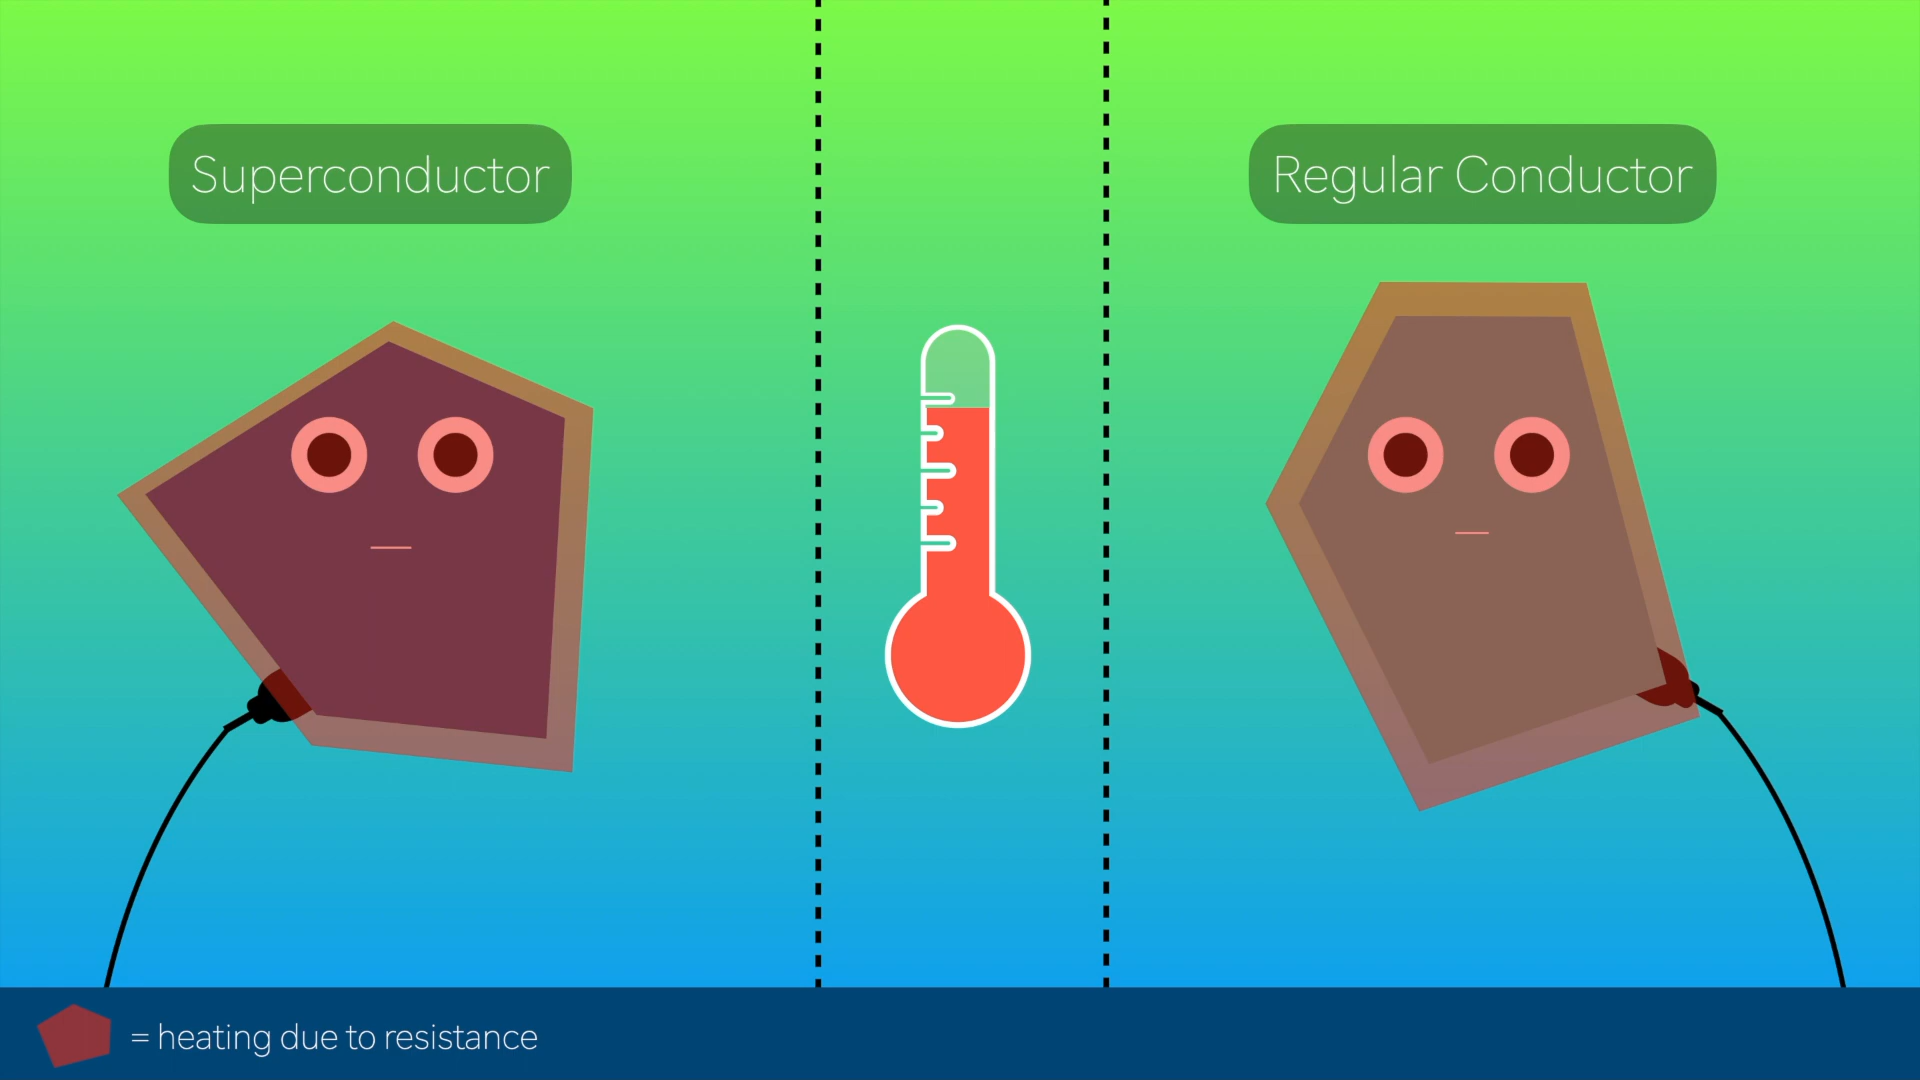 Superconductor
Regular Conductor
= heating due to resistance